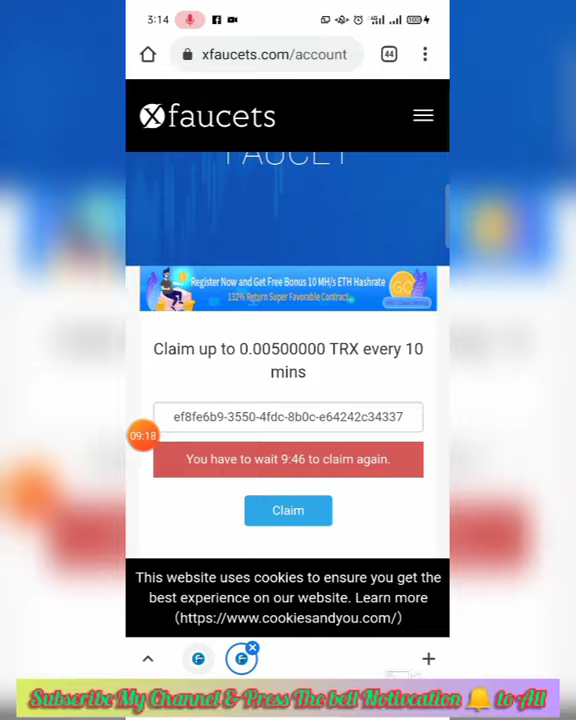 3:14
44
xfaucets.com/account
xfaucets
FAUCET
Register Now and Get Free Bonus 10 MH/s ETH Hashrate
132% Return Super Favorable Contract
GO
Claim up to 0.00500000 TRX every 10
mins
ef8fe6b9-3550-4fdc-8b0c-e64242c34337
09:18
You have to wait 9:46 to claim again.
Claim
This website uses cookies to ensure you get the
best experience on our website. Learn more
(https://www.cookiesandyou.com/)
Subscribe My Channel & Press The bell Notivcation 🔔 to All